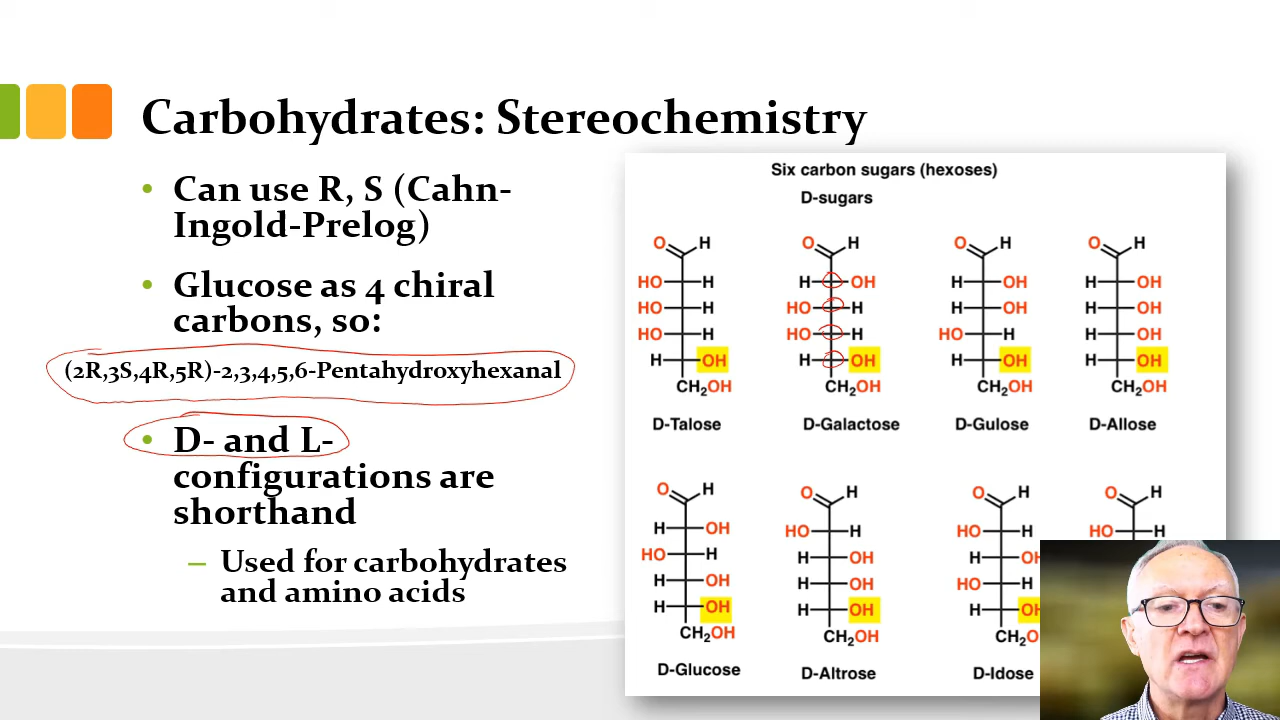 Carbohydrates: Stereochemistry
• Can use R, S (Cahn-
Ingold-Prelog)
• Glucose as 4 chiral
carbons, so:
(2R,3S,4R,5R)-2,3,4,5,6-Pentahydroxyhexanal
• D- and L-
configurations are
shorthand
– Used for carbohydrates
and amino acids
Six carbon sugars (hexoses)
D-sugars
O H O H O H O H
HO H H OH H OH H OH
HO H HO H H OH H OH
HO H HO H HO H H OH
H OH H OH H OH H OH
CH2OH CH2OH CH2OH CH2OH
D-Talose D-Galactose D-Gulose D-Allose
O H O H O H O H
H OH HO H HO H HO H
HO H H OH H OH
H OH H OH HO H
H OH H OH H OH
CH2OH CH2OH CH2O
D-Glucose D-Altrose D-Idose